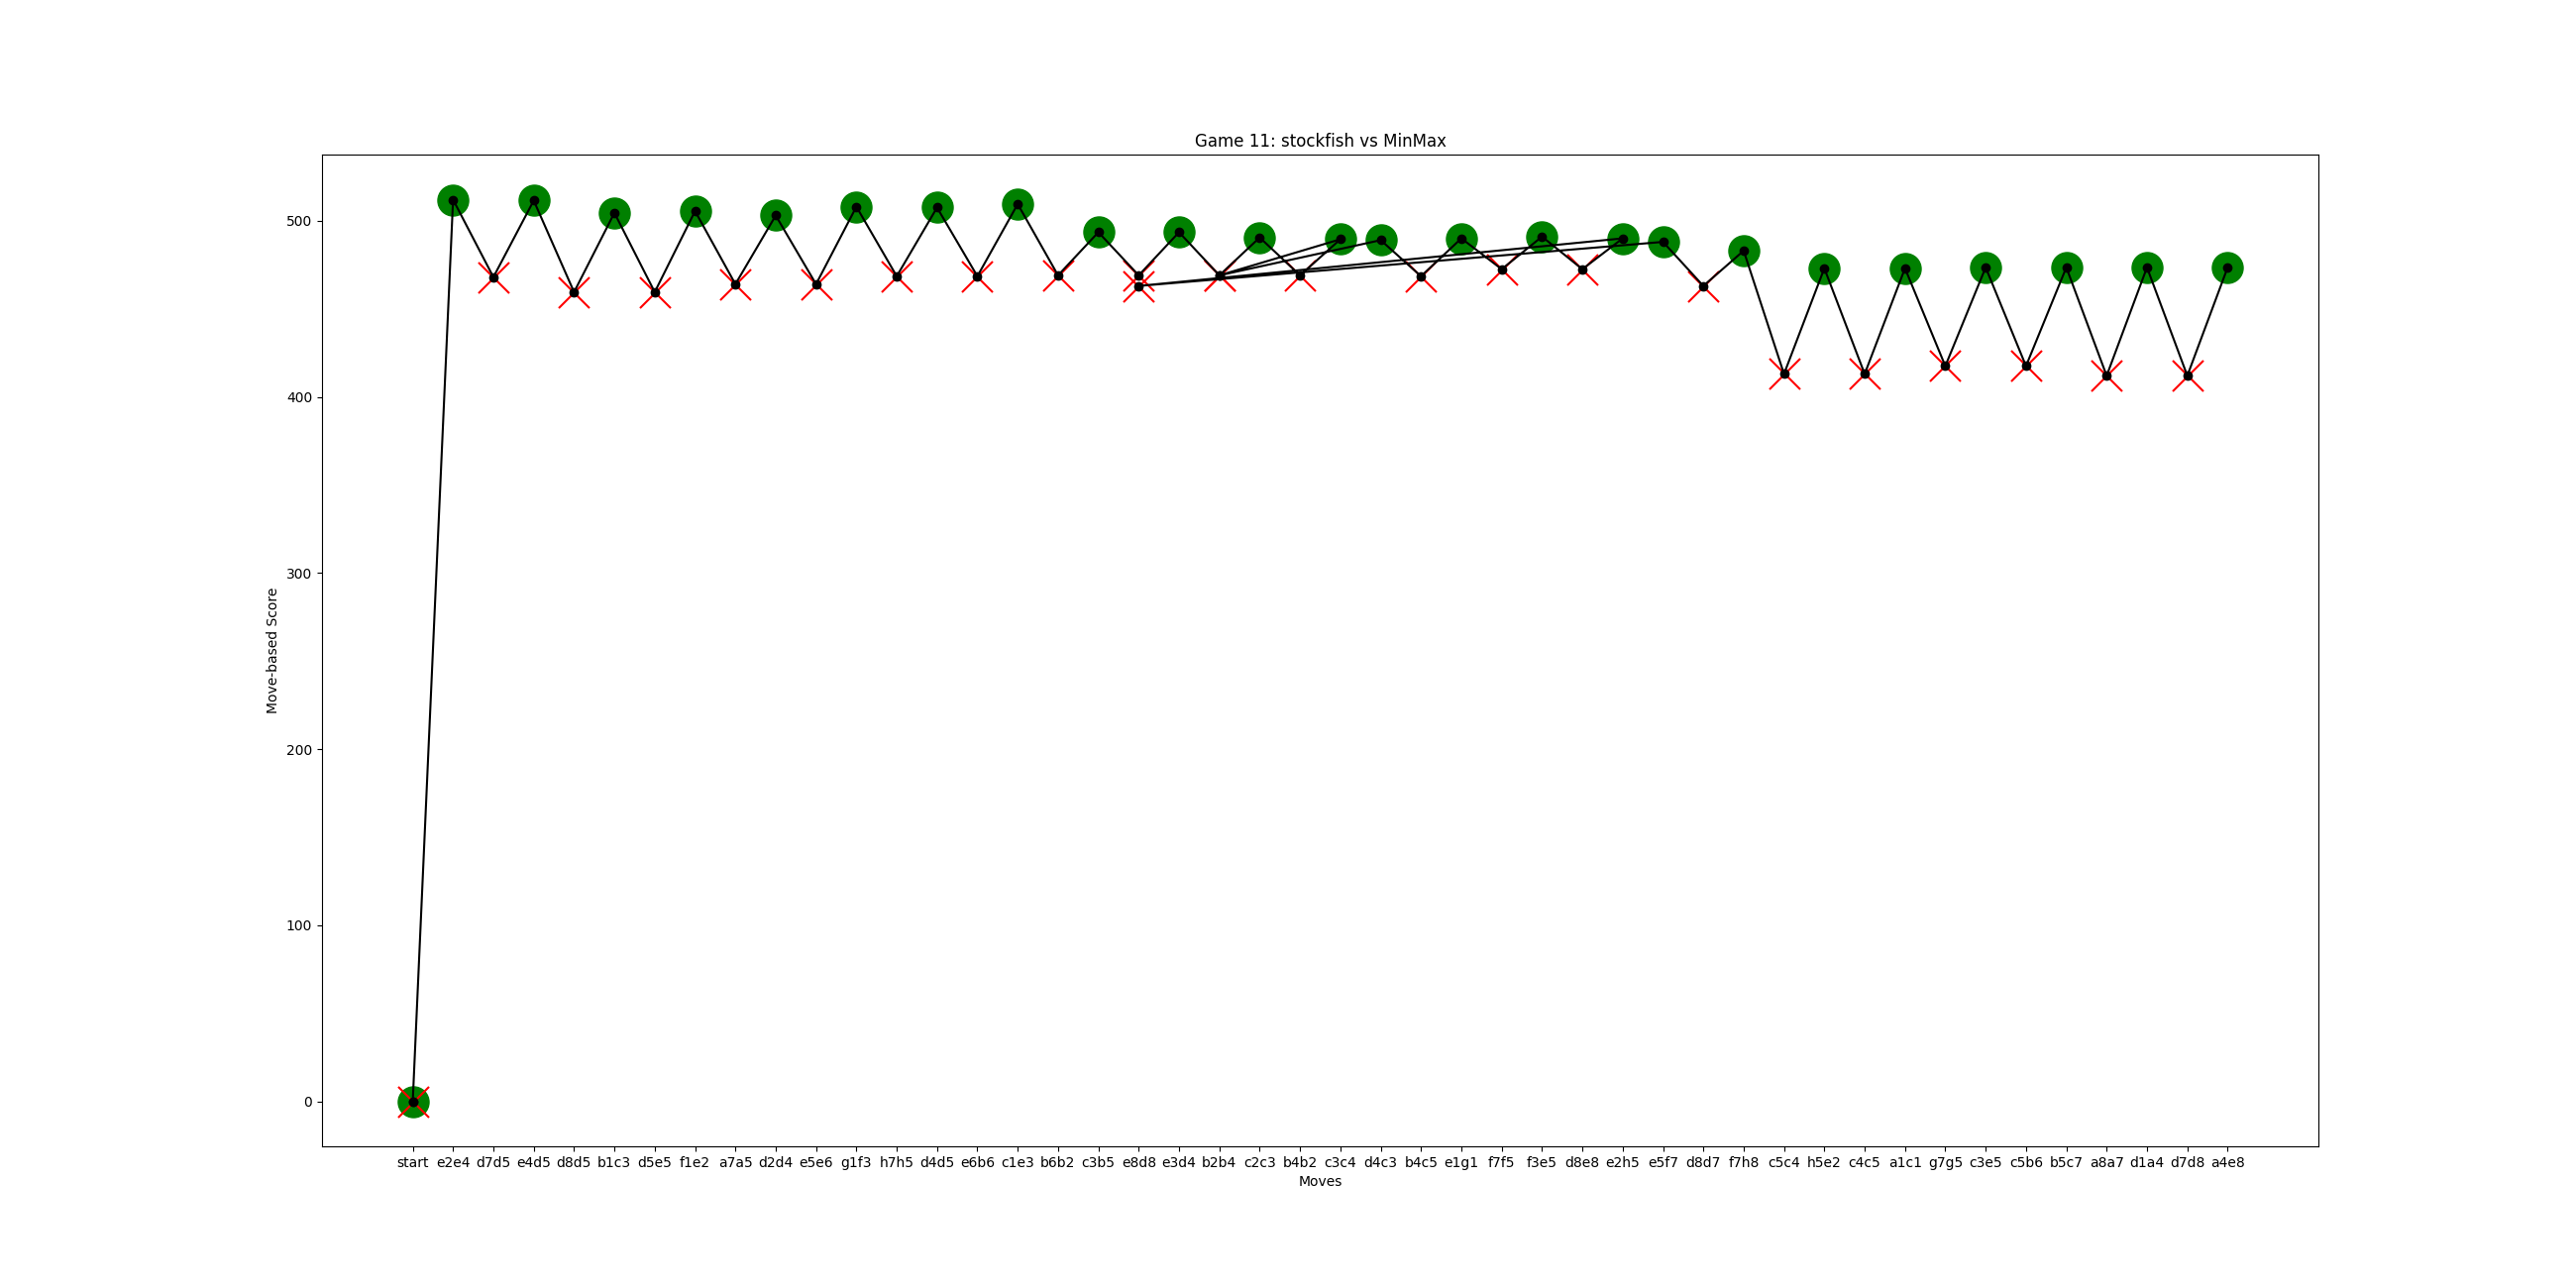 Game 11: stockfish vs MinMax
500
400
300
200
100
0
Move-based Score
start e2e4 d7d5 e4d5 d8d5 b1c3 d5e5 f1e2 a7a5 d2d4 e5e6 g1f3 h7h5 d4d5 e6b6 c1e3 b6b2 c3b5 e8d8 e3d4 b2b4 c2c3 b4b2 c3c4 d4c3 b4c5 e1g1 f7f5 f3e5 d8e8 e2h5 e5f7 d8d7 f7h8 c5c4 h5e2 c4c5 a1c1 g7g5 c3e5 c5b6 b5c7 a8a7 d1a4 d7d8 a4e8
Moves